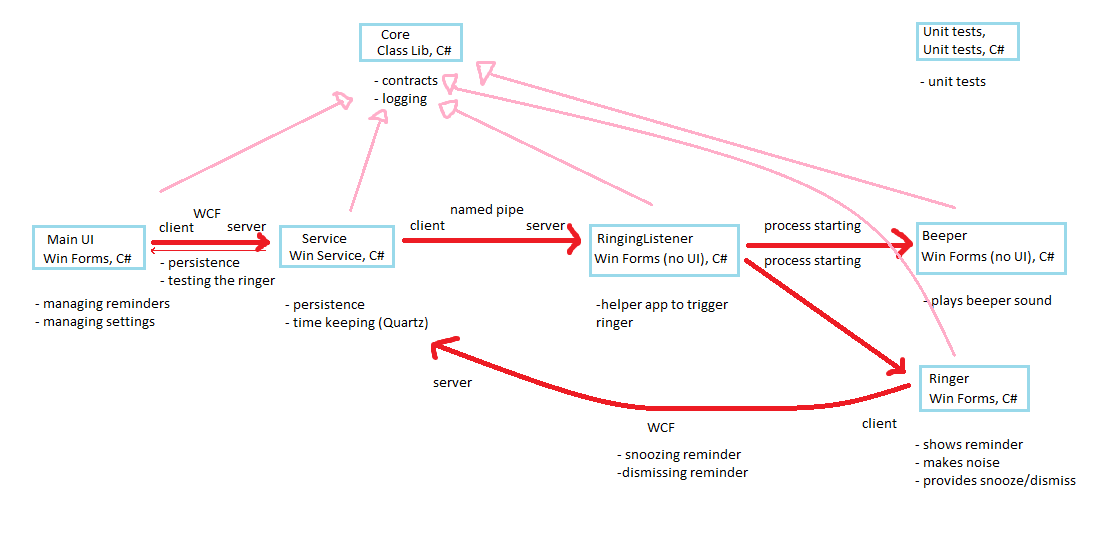 Core
Class Lib, C#
- contracts
- logging
Unit tests,
Unit tests, C#
- unit tests
Main UI
Win Forms, C#
- managing reminders
- managing settings
WCF
client
server
- persistence
- testing the ringer
Service
Win Service, C#
- persistence
- time keeping (Quartz)
named pipe
client
server
RingingListener
Win Forms (no UI), C#
-helper app to trigger
ringer
process starting
process starting
Beeper
Win Forms (no UI), C#
- plays beeper sound
Ringer
Win Forms, C#
- shows reminder
- makes noise
- provides snooze/dismiss
server
client
WCF
- snoozing reminder
-dismissing reminder